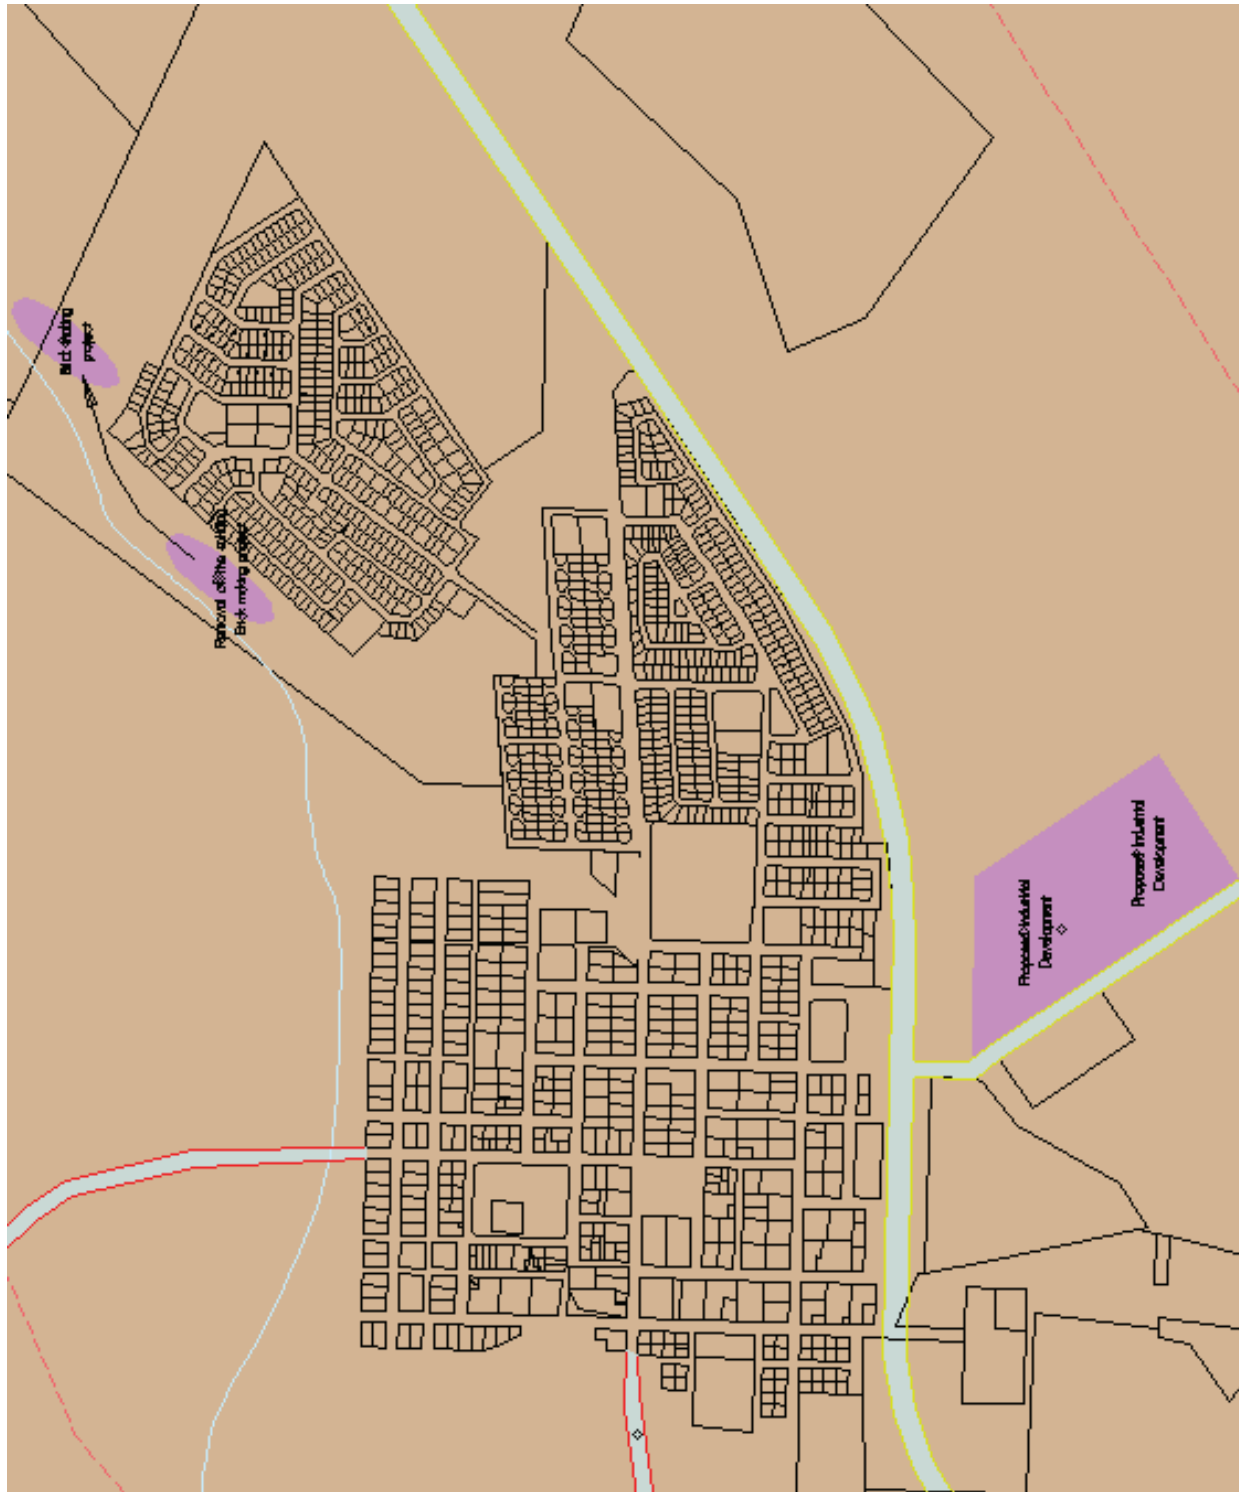 Brick making
project
Removal of the existing
Brick making project
Proposed Industrial
Development
Proposed Industrial
Development